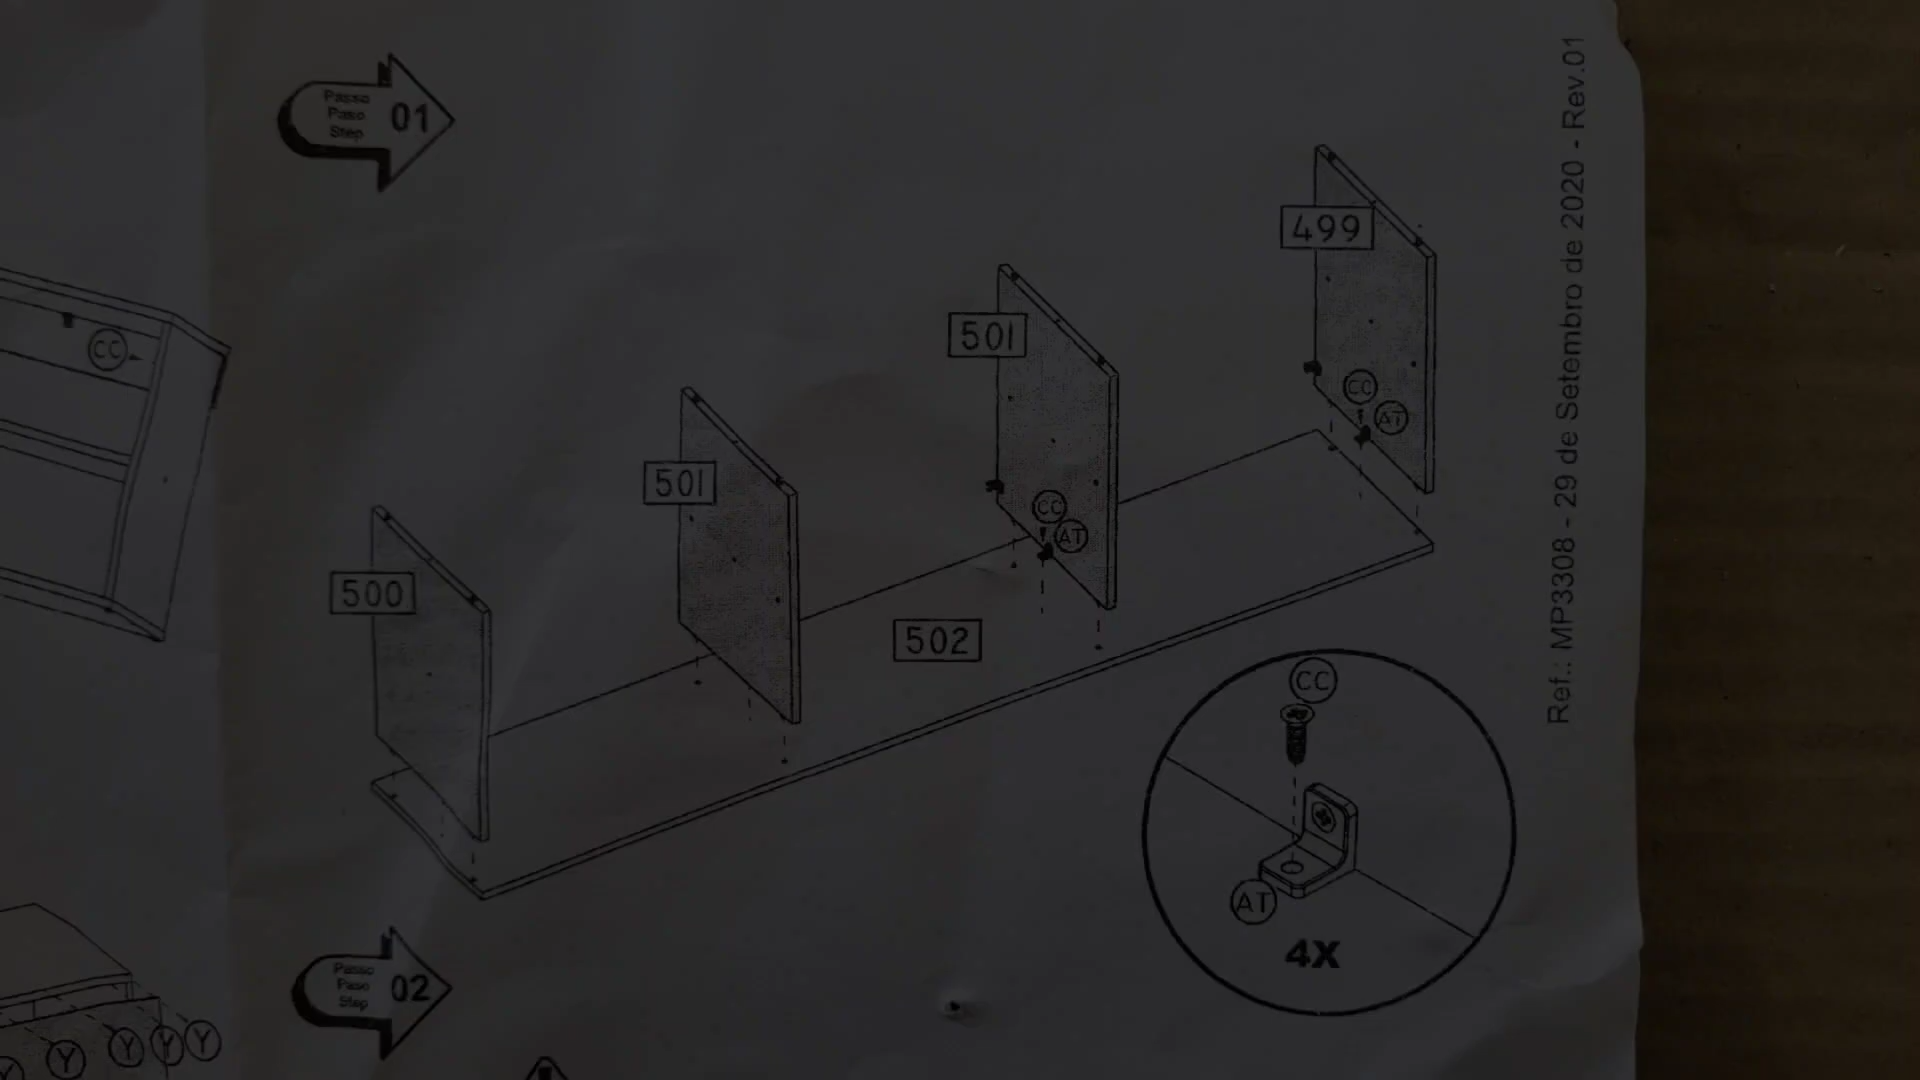 Passo
Paso
Step
01
499
501
CC
CC
AT
501
CC
AT
500
502
CC
AT
4X
Passo
Paso
Step
02
Y
Y
Y
Y
Y
Ref.: MP3308 - 29 de Setembro de 2020 - Rev.01